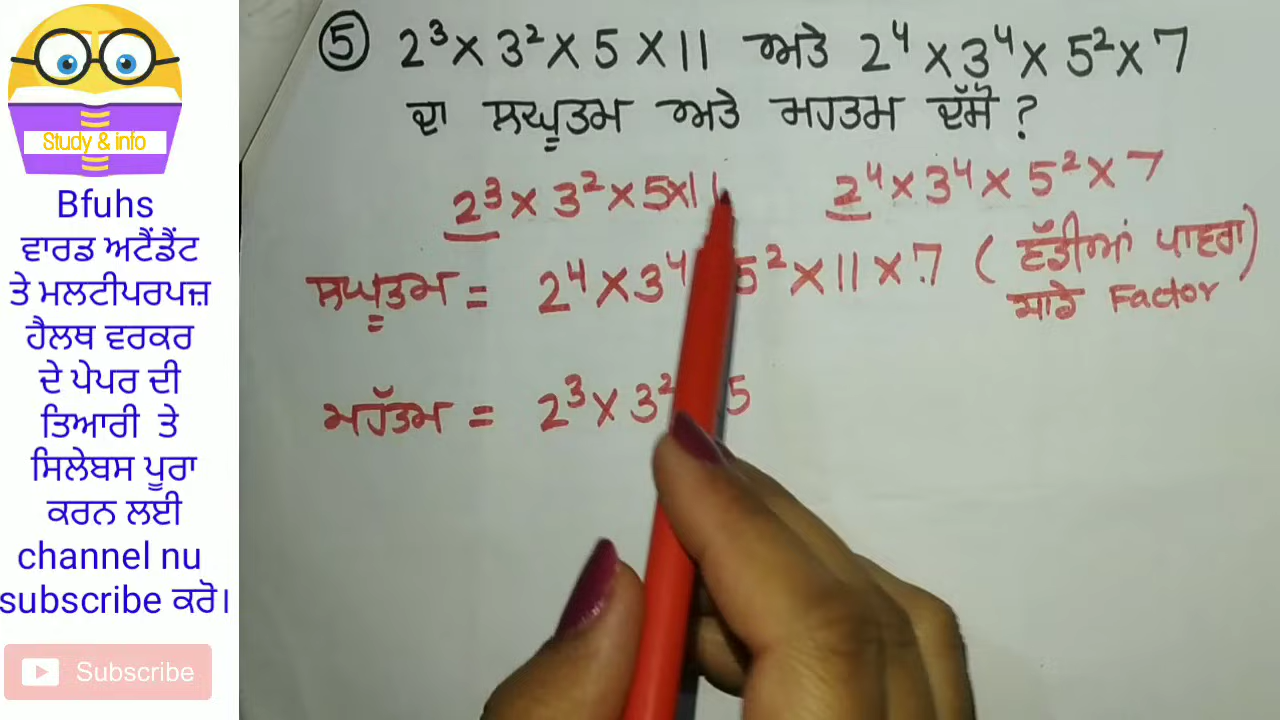 Study & info
Bfuhs
ਵਾਰਡ ਅਟੈਂਡੈਂਟ
ਤੇ ਮਲਟੀਪਰਪਜ਼
ਹੈਲਥ ਵਰਕਰ
ਦੇ ਪੇਪਰ ਦੀ
ਤਿਆਰੀ ਤੇ
ਸਿਲੇਬਸ ਪੂਰਾ
ਕਰਨ ਲਈ
channel nu
subscribe ਕਰੋ।
Subscribe
⑤ 2³ × 3² × 5 × 11 ਅਤੇ 2⁴ × 3⁴ × 5² × 7
ਦਾ ਲਘੂਤਮ ਅਤੇ ਮਹਤਮ ਦੱਸੋ ?
2³ × 3² × 5 × 11 2⁴ × 3⁴ × 5² × 7
ਲਘੂਤਮ = 2⁴ × 3⁴ 5² × 11 × 7 ( ਵੱਡੀਆਂ ਪਾਵਰਾਂ)
ਸਾਰੇ Factor
ਮਹੱਤਮ = 2³ × 3² 5